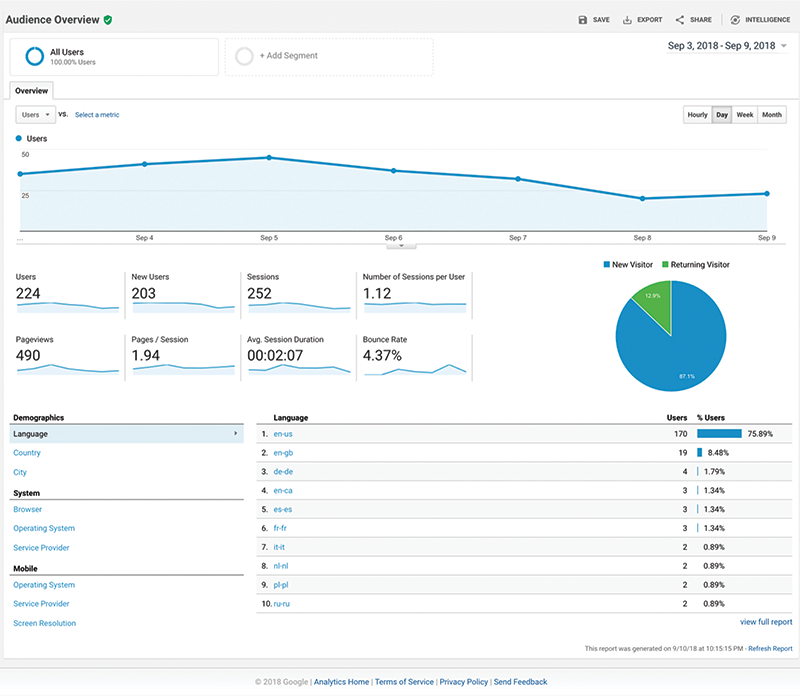 Audience Overview
SAVE EXPORT SHARE INTELLIGENCE
All Users
100.00% Users
+ Add Segment
Sep 3, 2018 - Sep 9, 2018
Overview
Users vs. Select a metric
Hourly Day Week Month
Users
50
25
... Sep 4 Sep 5 Sep 6 Sep 7 Sep 8 Sep 9
Users
224
New Users
203
Sessions
252
Number of Sessions per User
1.12
Pageviews
490
Pages / Session
1.94
Avg. Session Duration
00:02:07
Bounce Rate
4.37%
New Visitor Returning Visitor
12.9%
87.1%
Demographics
Language
Country
City
System
Browser
Operating System
Service Provider
Mobile
Operating System
Service Provider
Screen Resolution
Language Users % Users
1. en-us 170 75.89%
2. en-gb 19 8.48%
3. de-de 4 1.79%
4. en-ca 3 1.34%
5. es-es 3 1.34%
6. fr-fr 3 1.34%
7. it-it 2 0.89%
8. nl-nl 2 0.89%
9. pl-pl 2 0.89%
10. ru-ru 2 0.89%
view full report
This report was generated on 9/10/18 at 10:15:15 PM - Refresh Report
© 2018 Google | Analytics Home | Terms of Service | Privacy Policy | Send Feedback